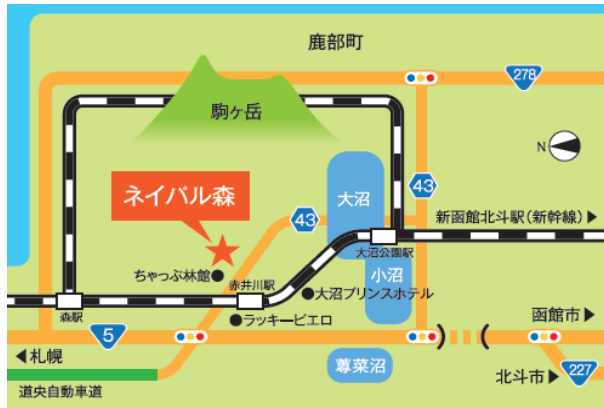 鹿部町
278
駒ヶ岳
N
ネイパル森
43
大沼
43
新函館北斗駅(新幹線)▶
大沼公園駅
ちゃっぷ林館●
赤井川駅
小沼
●大沼プリンスホテル
森駅
●ラッキーピエロ
5
函館市▶
◀札幌
蓴菜沼
北斗市▶
227
道央自動車道